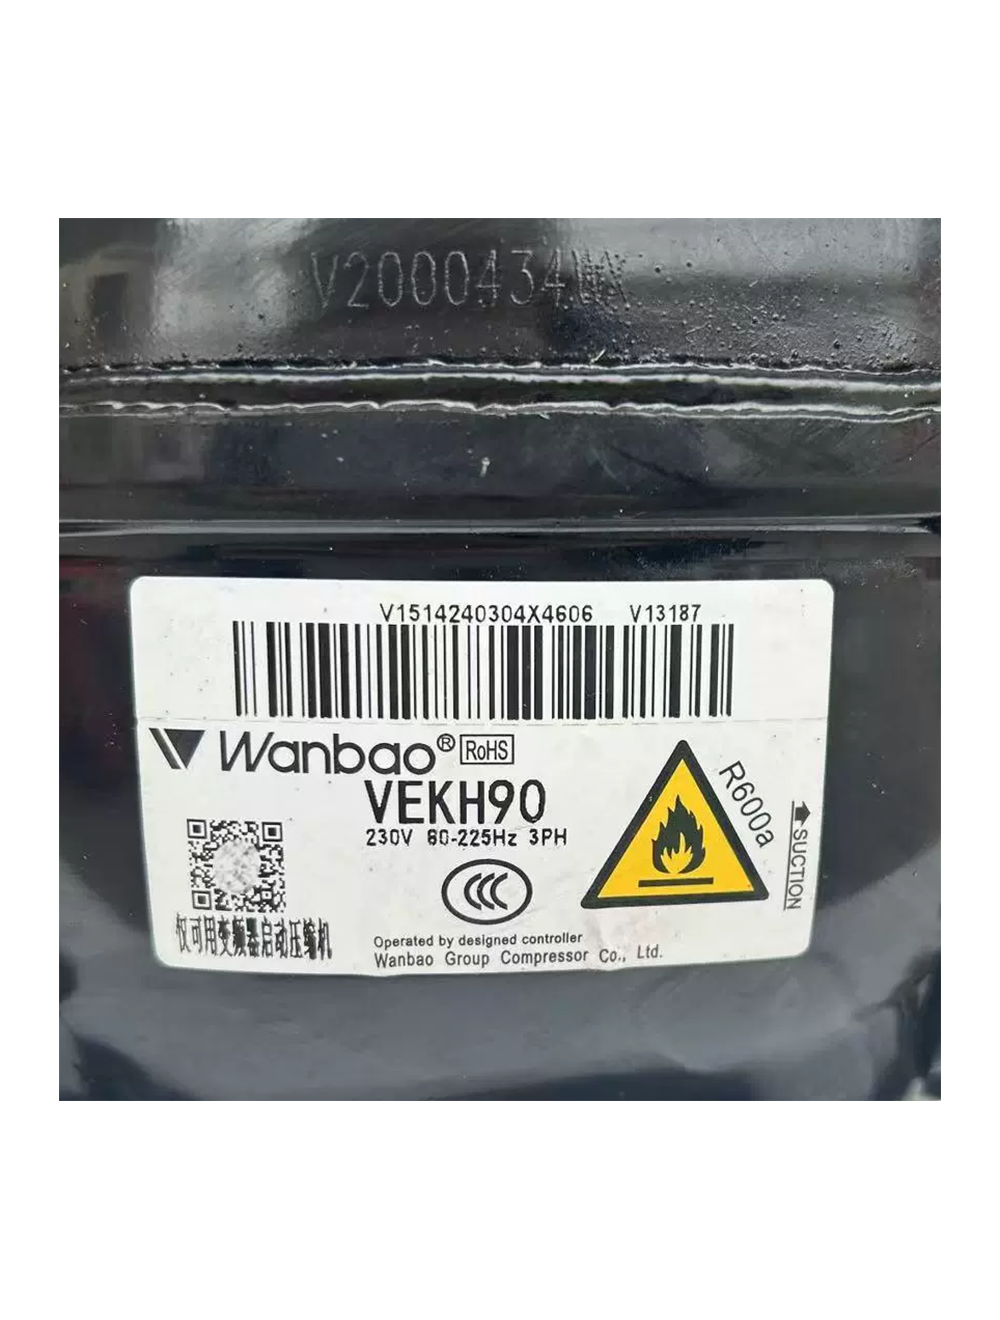 V2000434
V1514240304X4606 V13187
Wanbao® RoHS
VEKH90
230V 60-225Hz 3PH
R600a
SUCTION
CCC
仅可用变频器启动压缩机
Operated by designed controller
Wanbao Group Compressor Co., Ltd.